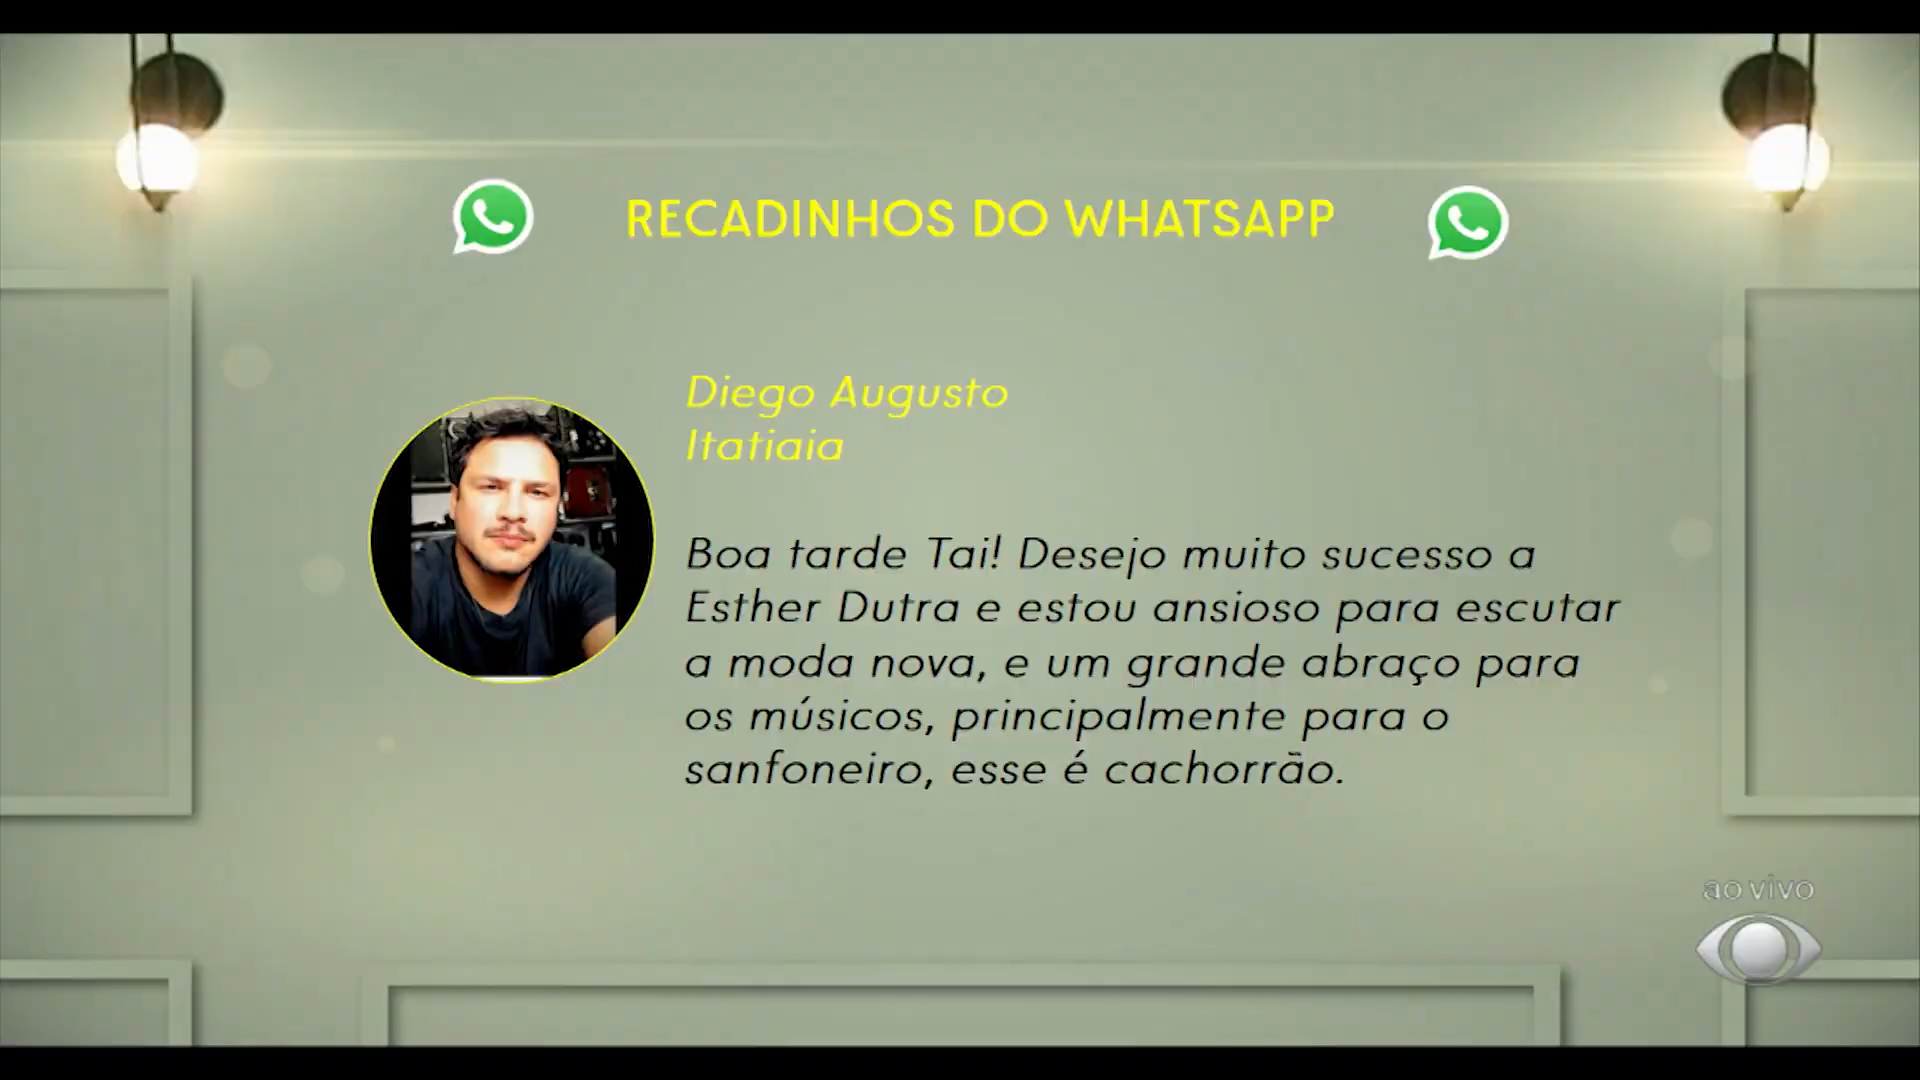 RECADINHOS DO WHATSAPP
Diego Augusto
Itatiaia
Boa tarde Tai! Desejo muito sucesso a
Esther Dutra e estou ansioso para escutar
a moda nova, e um grande abraço para
os músicos, principalmente para o
sanfoneiro, esse é cachorrão.
ao vivo